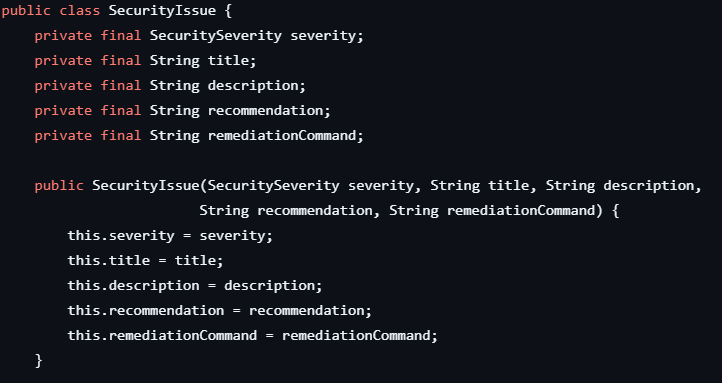 public class SecurityIssue {
    private final SecuritySeverity severity;
    private final String title;
    private final String description;
    private final String recommendation;
    private final String remediationCommand;

    public SecurityIssue(SecuritySeverity severity, String title, String description,
                        String recommendation, String remediationCommand) {
        this.severity = severity;
        this.title = title;
        this.description = description;
        this.recommendation = recommendation;
        this.remediationCommand = remediationCommand;
    }